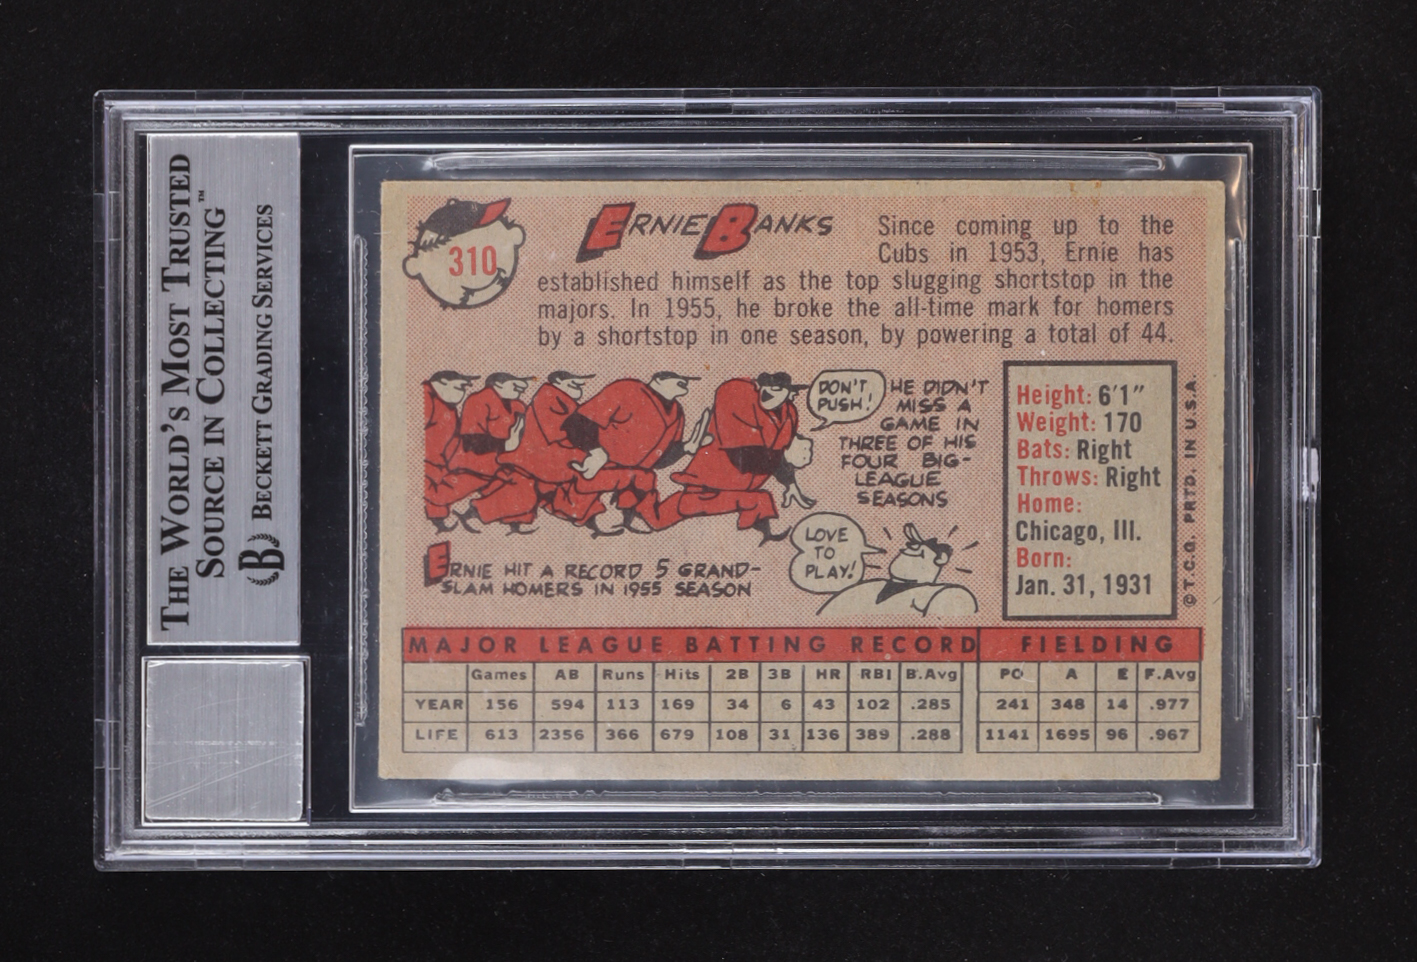 THE WORLD'S MOST TRUSTED
SOURCE IN COLLECTING™
B BECKETT GRADING SERVICES
310
ERNIE BANKS
Since coming up to the
Cubs in 1953, Ernie has
established himself as the top slugging shortstop in the
majors. In 1955, he broke the all-time mark for homers
by a shortstop in one season, by powering a total of 44.
DON'T
PUSH!
HE DIDN'T
MISS A
GAME IN
THREE OF HIS
FOUR BIG-
LEAGUE
SEASONS
LOVE
TO
PLAY!
ERNIE HIT A RECORD 5 GRAND-
SLAM HOMERS IN 1955 SEASON
Height: 6'1"
Weight: 170
Bats: Right
Throws: Right
Home:
Chicago, Ill.
Born:
Jan. 31, 1931
©T.C.G. PRTD. IN U.S.A.
MAJOR LEAGUE BATTING RECORD FIELDING
Games AB Runs Hits 2B 3B HR RBI B.Avg PO A E F.Avg
YEAR 156 594 113 169 34 6 43 102 .285 241 348 14 .977
LIFE 613 2356 366 679 108 31 136 389 .288 1141 1695 96 .967